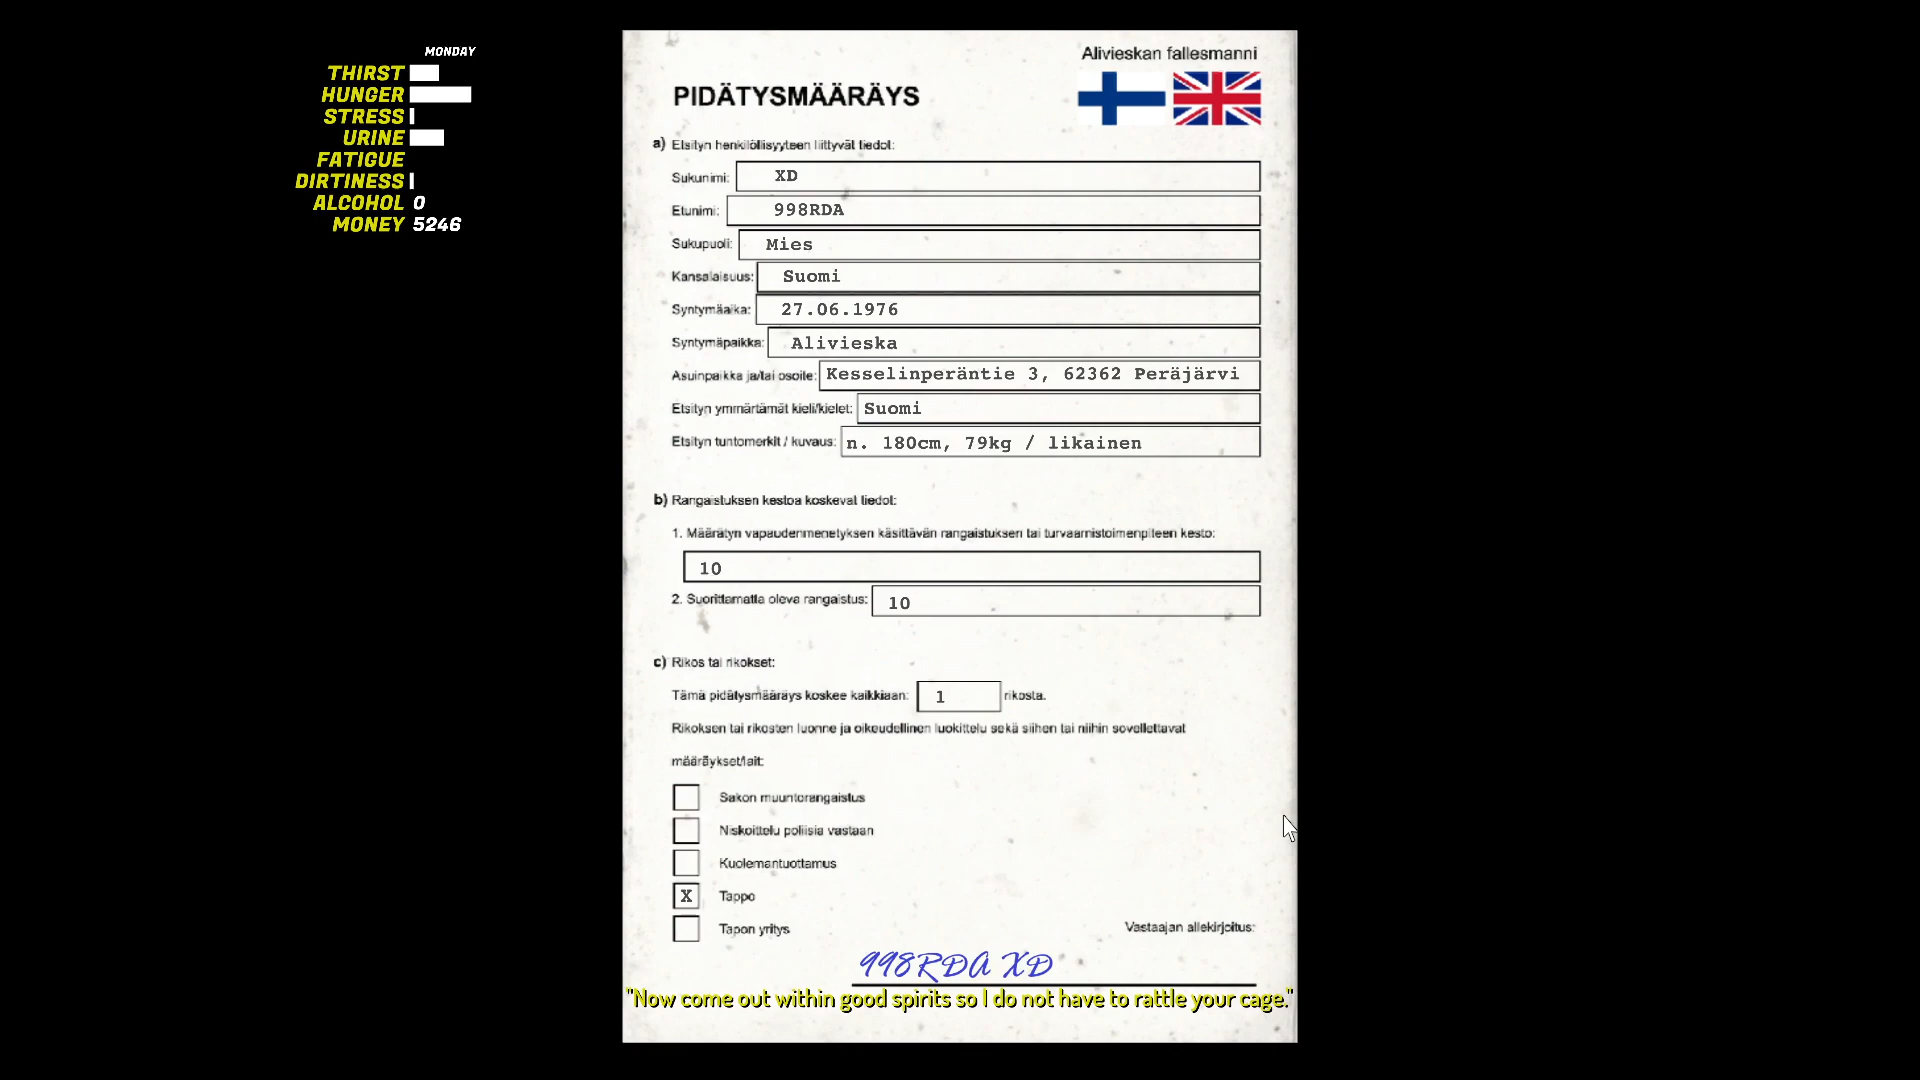 MONDAY
THIRST
HUNGER
STRESS
URINE
FATIGUE
DIRTINESS
ALCOHOL 0
MONEY 5246
Alivieskan fallesmanni
PIDÄTYSMÄÄRÄYS
a) Etsityn henkilöllisyyteen liittyvät tiedot:
Sukunimi: XD
Etunimi: 998RDA
Sukupuoli: Mies
Kansalaisuus: Suomi
Syntymäaika: 27.06.1976
Syntymäpaikka: Alivieska
Asuinpaikka ja/tai osoite: Kesselinperäntie 3, 62362 Peräjärvi
Etsityn ymmärtämät kieli/kielet: Suomi
Etsityn tuntomerkit / kuvaus: n. 180cm, 79kg / likainen
b) Rangaistuksen kestoa koskevat tiedot:
1. Määrätyn vapaudenmenetyksen käsittävän rangaistuksen tai turvaamistoimenpiteen kesto:
10
2. Suorittamatta oleva rangaistus: 10
c) Rikos tai rikokset:
Tämä pidätysmääräys koskee kaikkiaan: 1 rikosta.
Rikoksen tai rikosten luonne ja oikeudellinen luokittelu sekä siihen tai niihin sovellettavat
määräykset/lait:
Sakon muuntorangaistus
Niskoittelu poliisia vastaan
Kuolemantuottamus
X Tappo
Tapon yritys
Vastaajan allekirjoitus:
998RDA XD
"Now come out within good spirits so I do not have to rattle your cage."